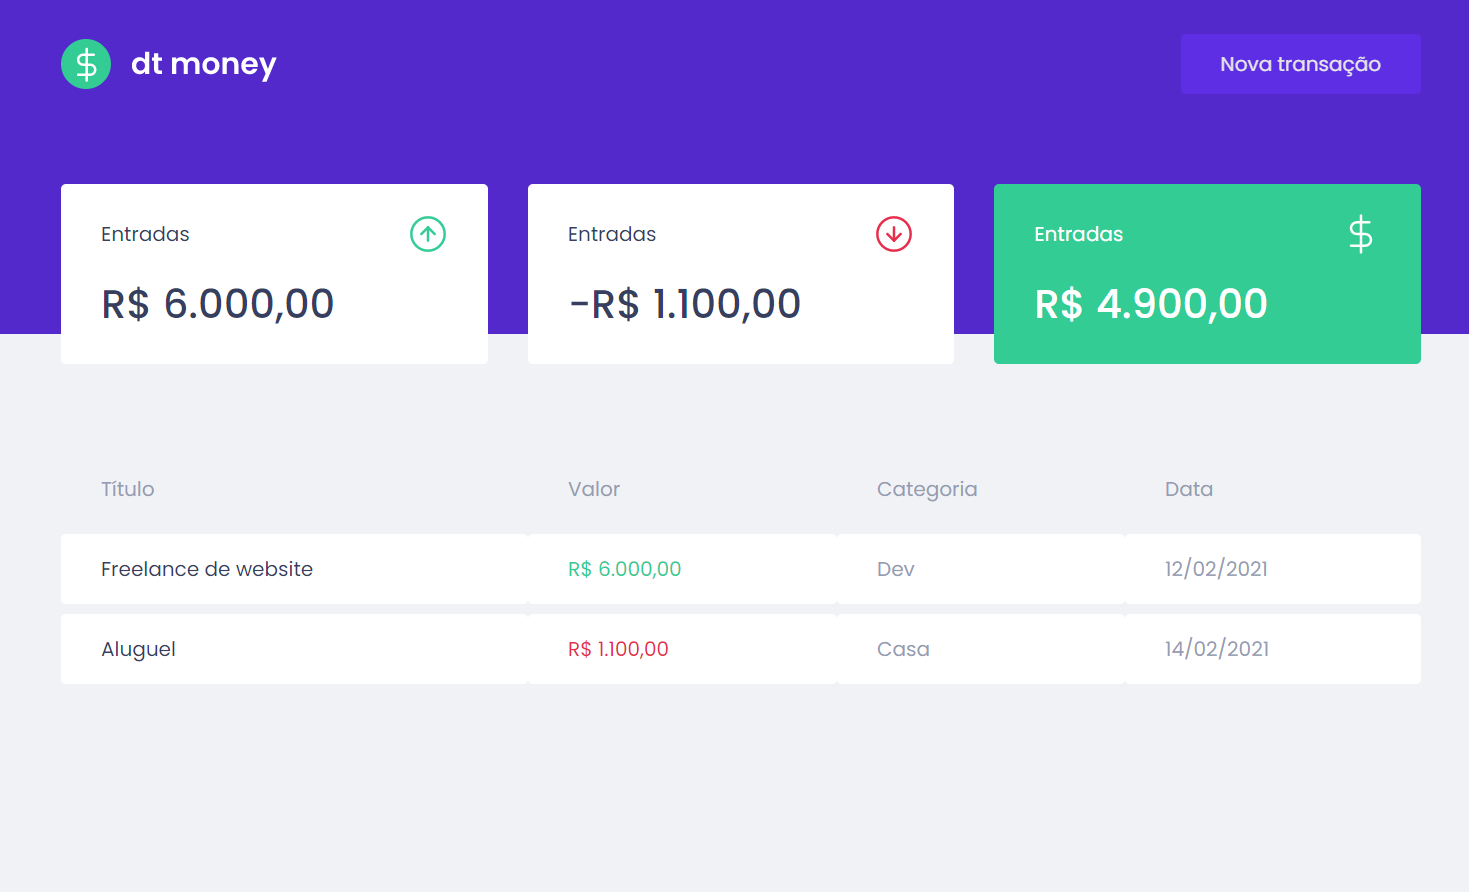 dt money
Nova transação
Entradas
R$ 6.000,00
Entradas
-R$ 1.100,00
Entradas
R$ 4.900,00
Título Valor Categoria Data
Freelance de website R$ 6.000,00 Dev 12/02/2021
Aluguel R$ 1.100,00 Casa 14/02/2021